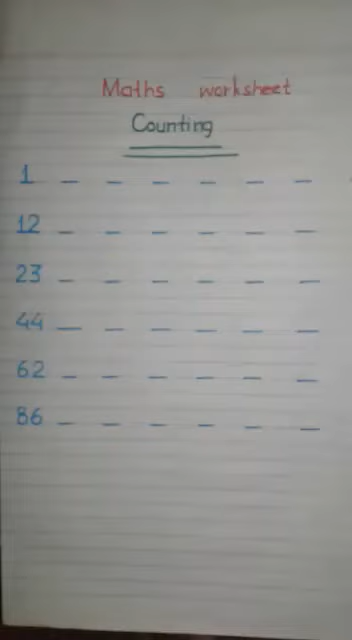 Maths worksheet
Counting
1 _ _ _ _ _ _
12 _ _ _ _ _ _
23 _ _ _ _ _ _
44 _ _ _ _ _ _
62 _ _ _ _ _ _
86 _ _ _ _ _ _